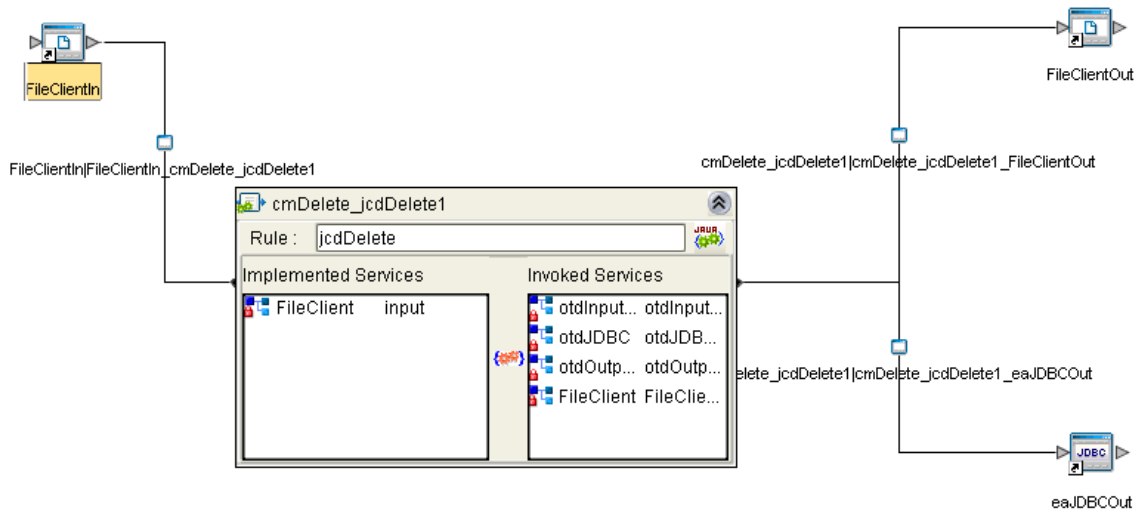 FileClientIn
FileClientOut
FileClientIn|FileClientIn_cmDelete_jcdDelete1
cmDelete_jcdDelete1|cmDelete_jcdDelete1_FileClientOut
cmDelete_jcdDelete1
Rule : jcdDelete JAVA
Implemented Services Invoked Services
FileClient input
otdInput... otdInput...
otdJDBC otdJDB...
otdOutp... otdOutp...
FileClient FileClie...
elete_jcdDelete1|cmDelete_jcdDelete1_eaJDBCOut
JDBC
eaJDBCOut